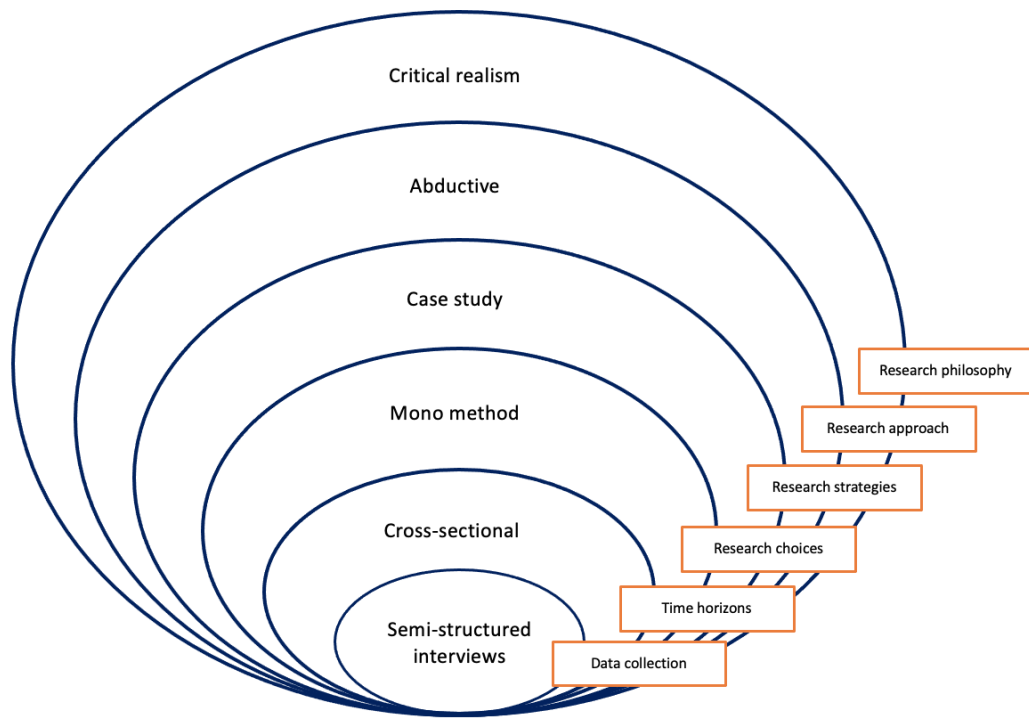 Critical realism
Abductive
Case study
Mono method
Cross-sectional
Semi-structured
interviews
Research philosophy
Research approach
Research strategies
Research choices
Time horizons
Data collection